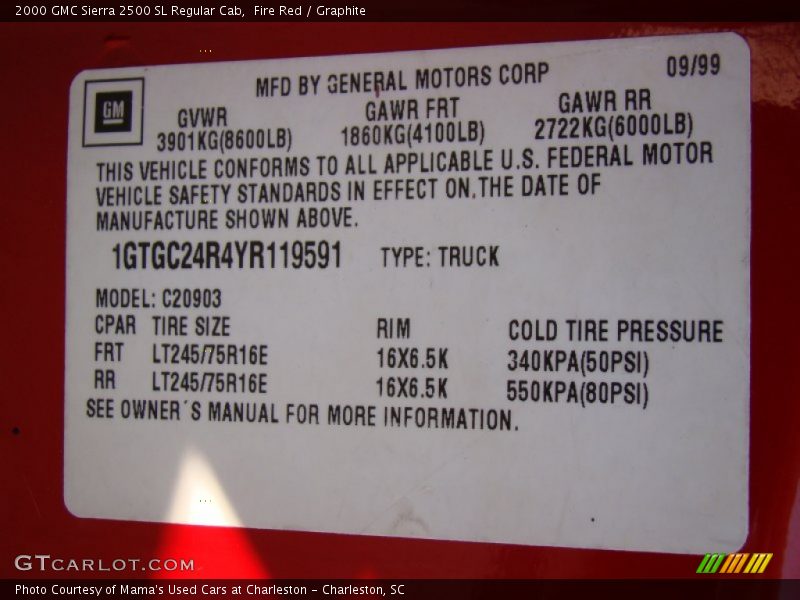 2000 GMC Sierra 2500 SL Regular Cab,  Fire Red / Graphite
MFD BY GENERAL MOTORS CORP 09/99
GM
GVWR GAWR FRT GAWR RR
3901KG(8600LB) 1860KG(4100LB) 2722KG(6000LB)
THIS VEHICLE CONFORMS TO ALL APPLICABLE U.S. FEDERAL MOTOR
VEHICLE SAFETY STANDARDS IN EFFECT ON THE DATE OF
MANUFACTURE SHOWN ABOVE.
1GTGC24R4YR119591 TYPE: TRUCK
MODEL: C20903
CPAR TIRE SIZE RIM COLD TIRE PRESSURE
FRT LT245/75R16E 16X6.5K 340KPA(50PSI)
RR LT245/75R16E 16X6.5K 550KPA(80PSI)
SEE OWNER´S MANUAL FOR MORE INFORMATION.
GTCARLOT.COM
Photo Courtesy of Mama's Used Cars at Charleston - Charleston, SC